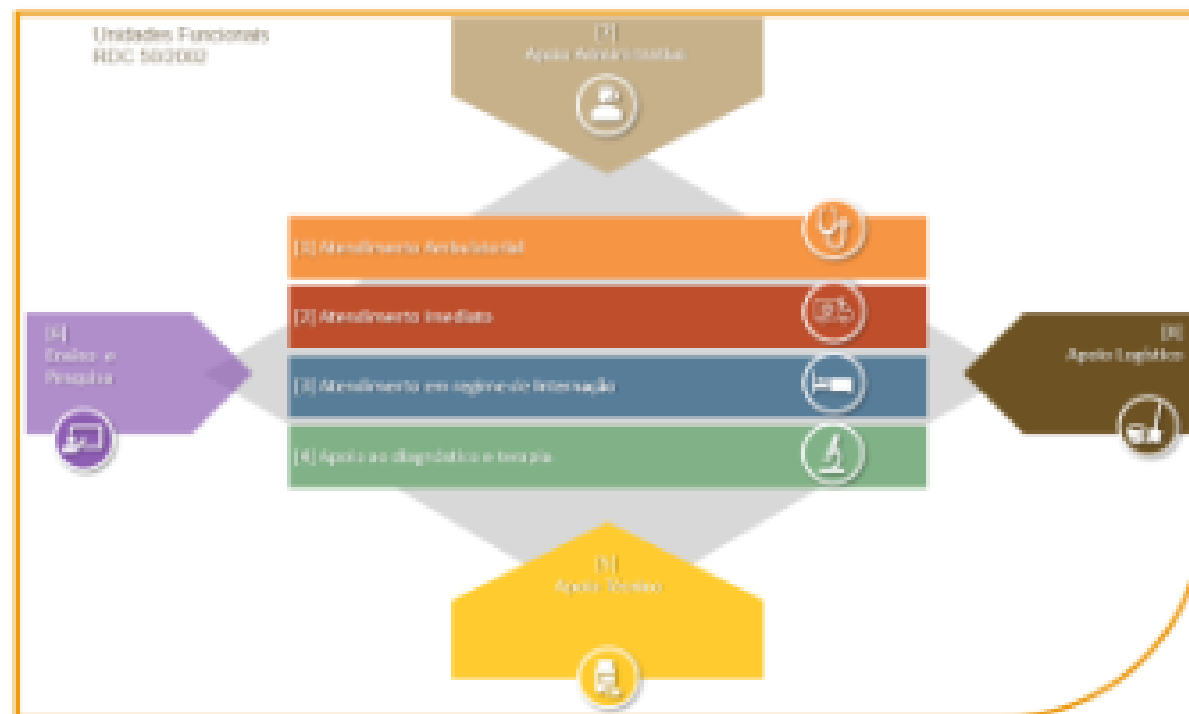 Unidades Funcionais
RDC 50/2002
[7]
Apoio Administrativo
[1] Atendimento Ambulatorial
[2] Atendimento Imediato
[3] Atendimento em regime de Internação
[4] Apoio ao diagnóstico e terapia
[6]
Ensino e
Pesquisa
[8]
Apoio Logístico
[5]
Apoio Técnico